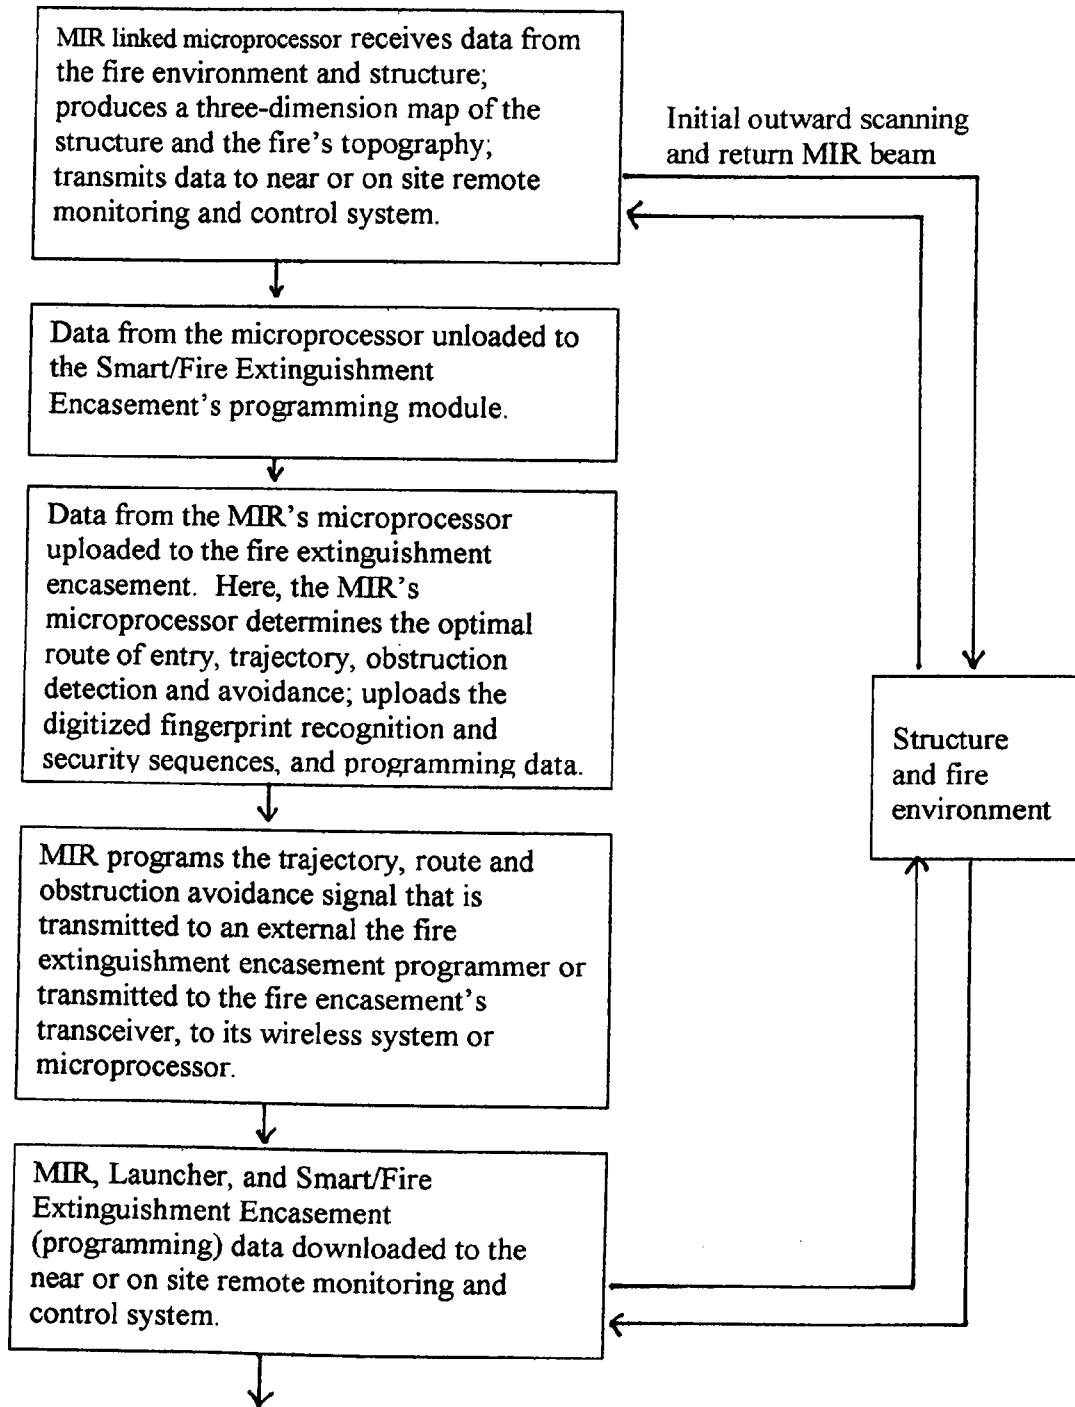 MIR linked microprocessor receives data from
the fire environment and structure;
produces a three-dimension map of the
structure and the fire's topography;
transmits data to near or on site remote
monitoring and control system.
Initial outward scanning
and return MIR beam
Data from the microprocessor unloaded to
the Smart/Fire Extinguishment
Encasement's programming module.
Data from the MIR's microprocessor
uploaded to the fire extinguishment
encasement. Here, the MIR's
microprocessor determines the optimal
route of entry, trajectory, obstruction
detection and avoidance; uploads the
digitized fingerprint recognition and
security sequences, and programming data.
Structure
and fire
environment
MIR programs the trajectory, route and
obstruction avoidance signal that is
transmitted to an external the fire
extinguishment encasement programmer or
transmitted to the fire encasement's
transceiver, to its wireless system or
microprocessor.
MIR, Launcher, and Smart/Fire
Extinguishment Encasement
(programming) data downloaded to the
near or on site remote monitoring and
control system.